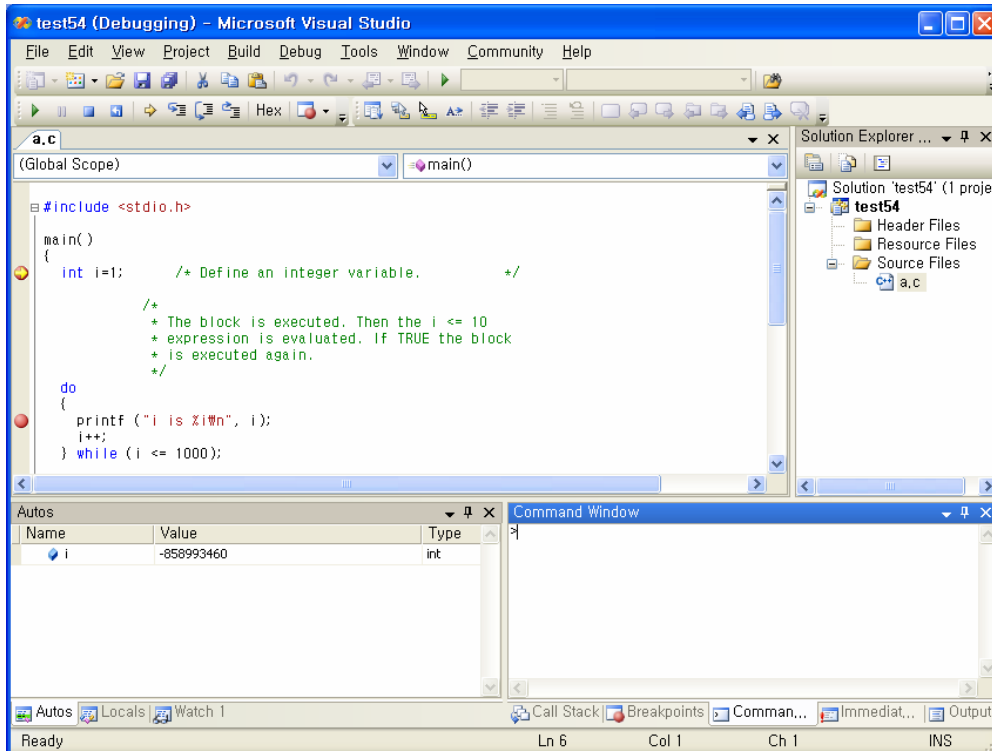 test54 (Debugging) - Microsoft Visual Studio
File Edit View Project Build Debug Tools Window Community Help
Hex
a.c
(Global Scope)
main()
#include <stdio.h>
main()
{
int i=1; /* Define an integer variable. */
/*
* The block is executed. Then the i <= 10
* expression is evaluated. If TRUE the block
* is executed again.
*/
do
{
printf ("i is %i₩n", i);
i++;
} while (i <= 1000);
Solution Explorer ...
Solution 'test54' (1 proje
test54
Header Files
Resource Files
Source Files
a.c
Autos
Name Value Type
i -858993460 int
Autos Locals Watch 1
Command Window
>
Call Stack Breakpoints Comman... Immediat... Output
Ready Ln 6 Col 1 Ch 1 INS